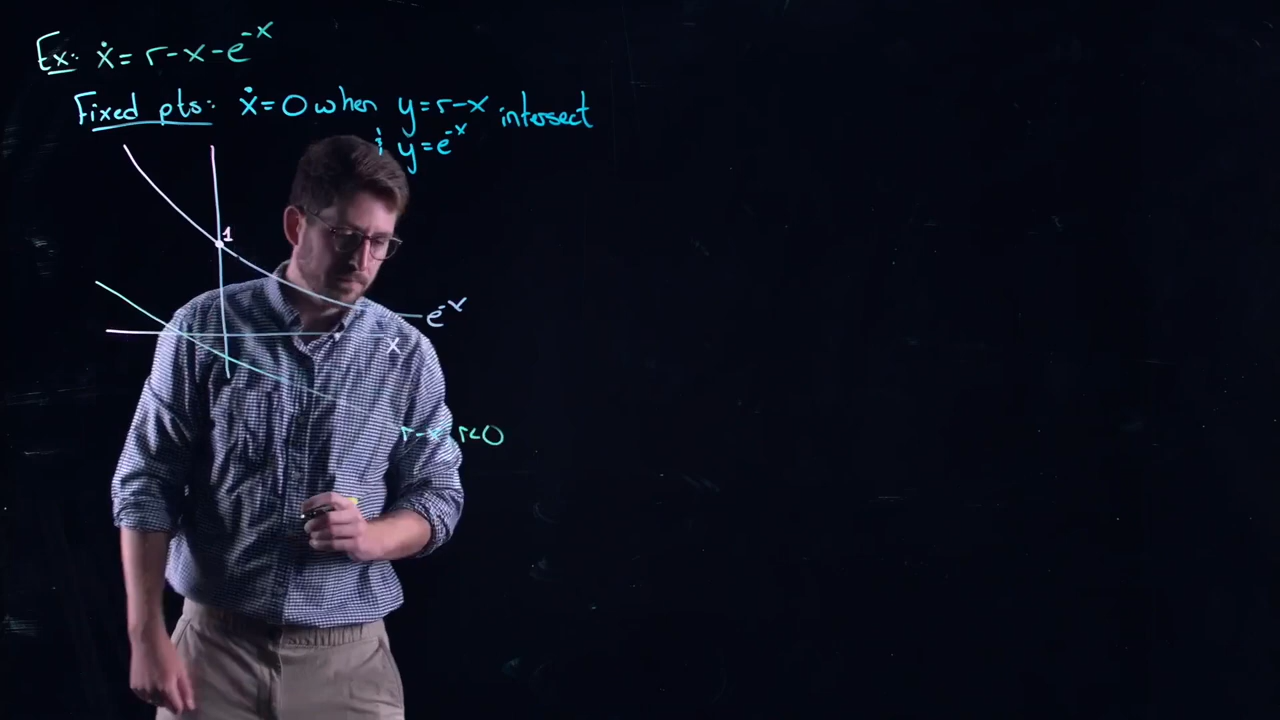 Ex: ẋ = r - x - e^{-x}
Fixed pts: ẋ = 0 when y = r - x intersect
& y = e^{-x}
1
e^{-x}
x
r - x r < 0